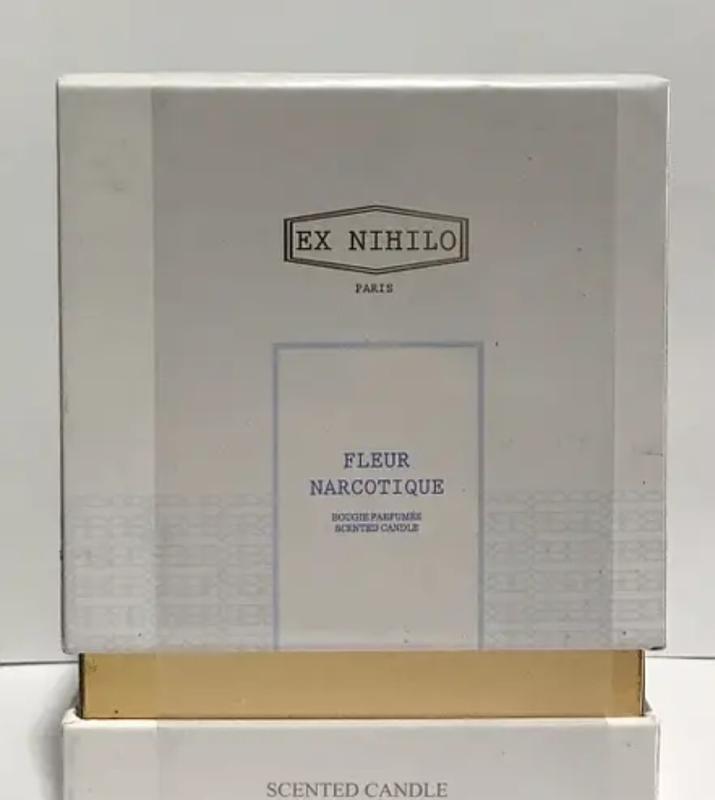 EX NIHILO
PARIS
FLEUR
NARCOTIQUE
BOUGIE PARFUMÉE
SCENTED CANDLE
SCENTED CANDLE